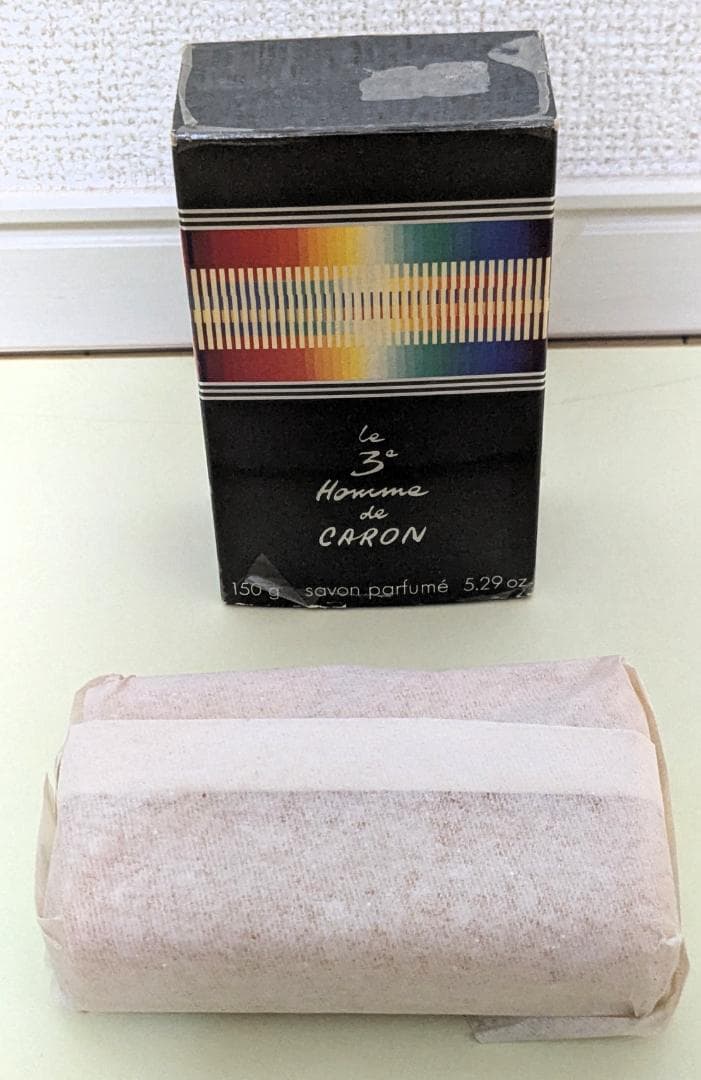 le
3e
Homme
de
CARON
150 g savon parfumé 5.29 oz